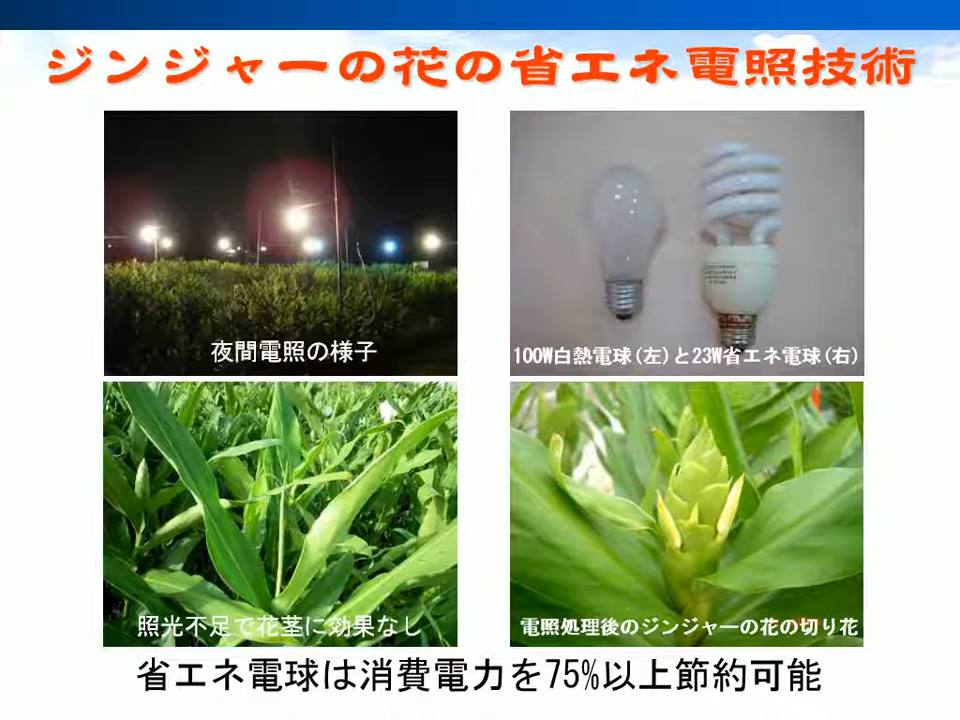 ジンジャーの花の省エネ電照技術
夜間電照の様子
100W白熱電球(左)と23W省エネ電球(右)
照光不足で花茎に効果なし
電照処理後のジンジャーの花の切り花
省エネ電球は消費電力を75%以上節約可能